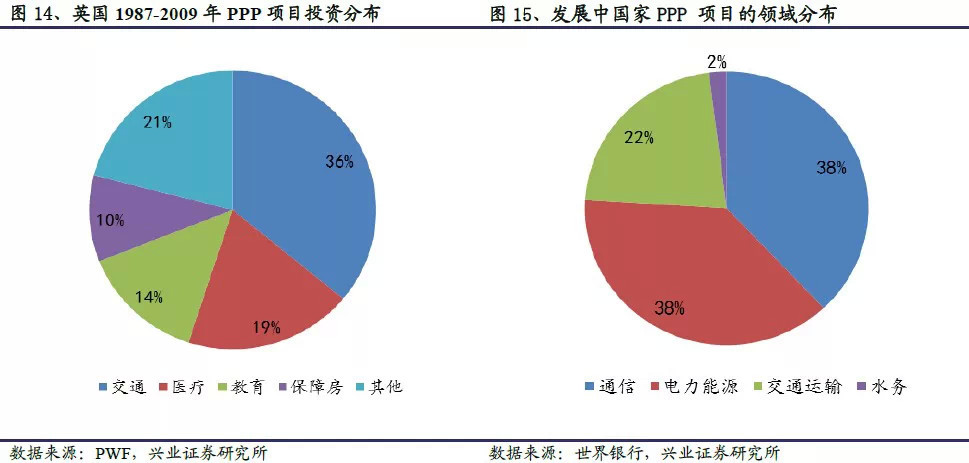 图 14、英国 1987-2009 年 PPP 项目投资分布
21%
36%
10%
14%
19%
■交通 ■医疗 ■教育 ■保障房 ■其他
数据来源：PWF，兴业证券研究所
图 15、发展中国家 PPP 项目的领域分布
2%
22%
38%
38%
■通信 ■电力能源 ■交通运输 ■水务
数据来源：世界银行，兴业证券研究所